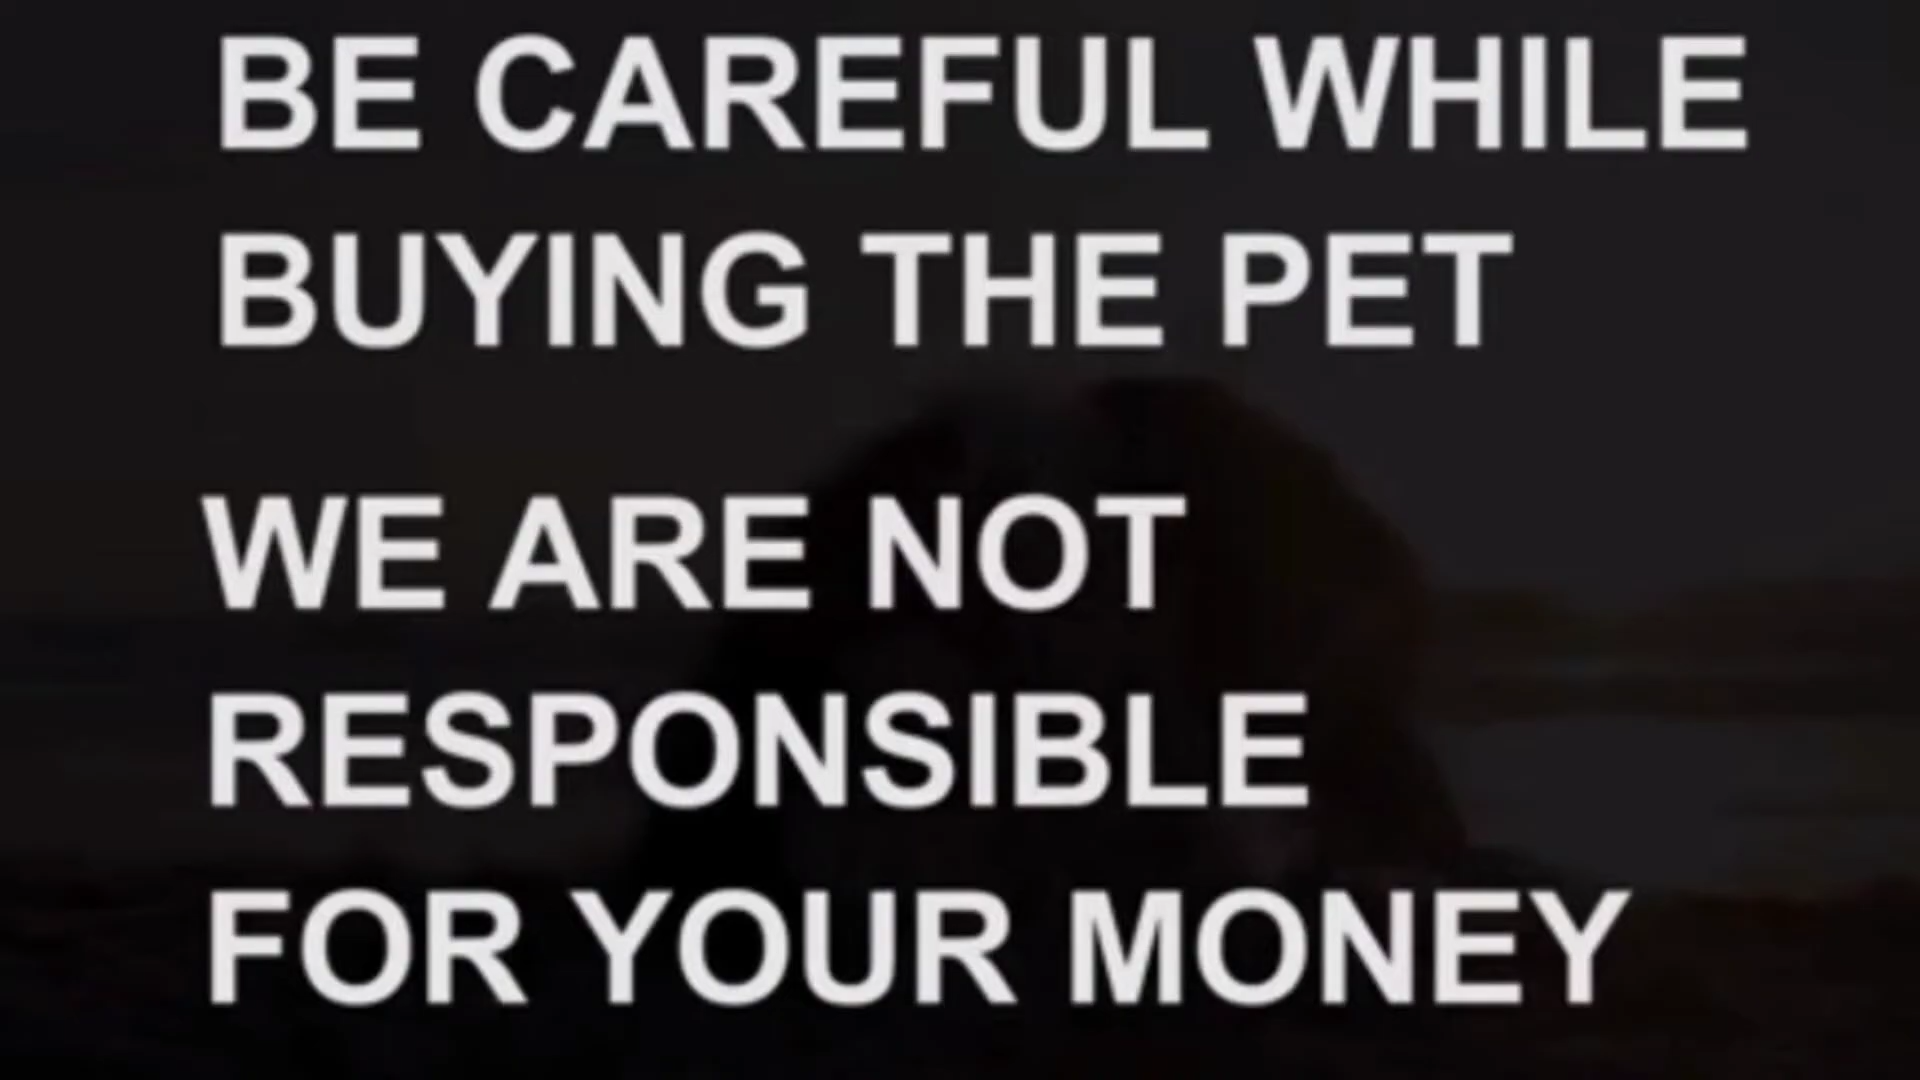 BE CAREFUL WHILE
BUYING THE PET
WE ARE NOT
RESPONSIBLE
FOR YOUR MONEY